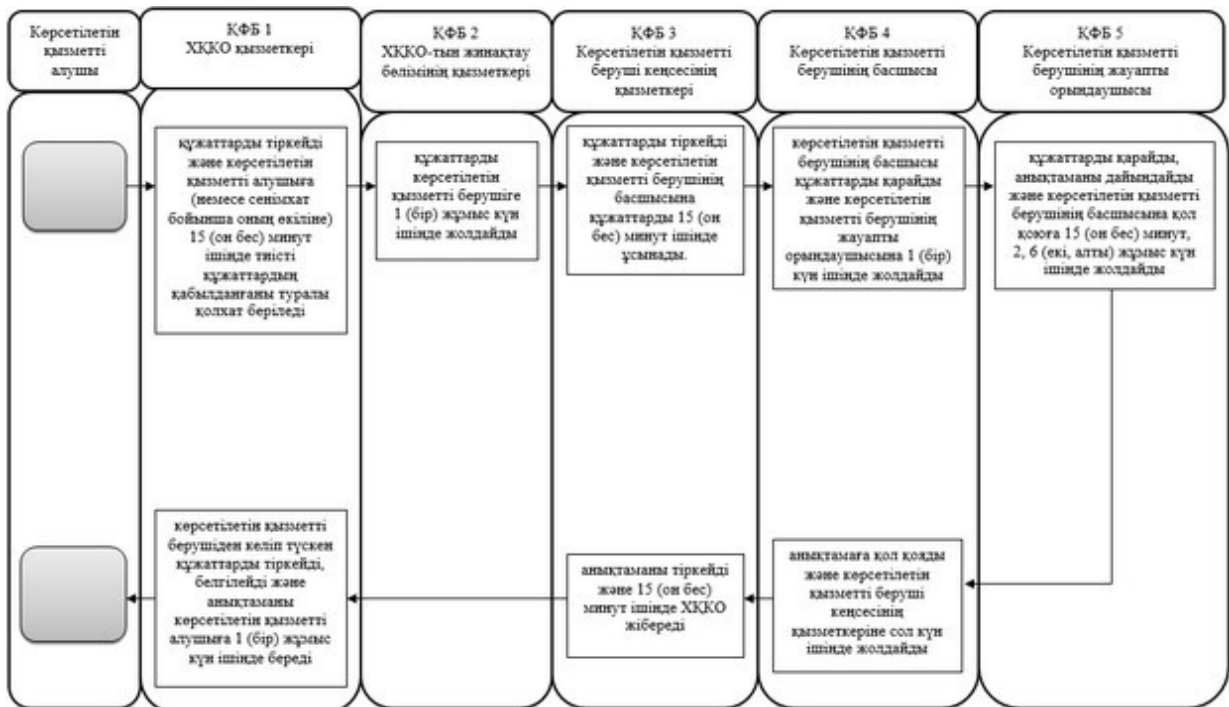 Көрсетілетін
қызметті
алушы
ҚФБ 1
ХҚКО қызметкері
ҚФБ 2
ХҚКО-тын жинақтау
бөлімінің қызметкері
ҚФБ 3
Көрсетілетін қызметті
беруші кеңсесінің
қызметкері
ҚФБ 4
Көрсетілетін қызметті
берушінің басшысы
ҚФБ 5
Көрсетілетін қызметті
берушінің жауапты
орындаушысы
құжаттарды тіркейді
және көрсетілетін
қызметті алушыға
(немесе сенімхат
бойынша оның өкіліне)
15 (он бес) минут
ішінде тиісті
құжаттардың
қабылданғаны туралы
қолхат беріледі
құжаттарды
көрсетілетін
қызметті берушіге
1 (бір) жұмыс күн
ішінде жолдайды
құжаттарды тіркейді
және көрсетілетін
қызметті берушінің
басшысына
құжаттарды 15 (он
бес) минут ішінде
ұсынады.
көрсетілетін қызметті
берушінің басшысы
құжаттарды қарайды
және көрсетілетін
қызметті берушінің
жауапты
орындаушысына 1 (бір)
күн ішінде жолдайды
құжаттарды қарайды,
анықтаманы дайындайды
және көрсетілетін қызметті
берушінің басшысына қол
қоюға 15 (он бес) минут,
2, 6 (екі, алты) жұмыс күн
ішінде жолдайды
көрсетілетін қызметті
берушіден келіп түскен
құжаттарды тіркейді,
белгілейді және
анықтаманы
көрсетілетін қызметті
алушыға 1 (бір) жұмыс
күн ішінде береді
анықтаманы тіркейді
және 15 (он бес)
минут ішінде ХҚКО
жібереді
анықтамаға қол қояды
және көрсетілетін
қызметті беруші
кеңсесінің
қызметкеріне сол күн
ішінде жолдайды